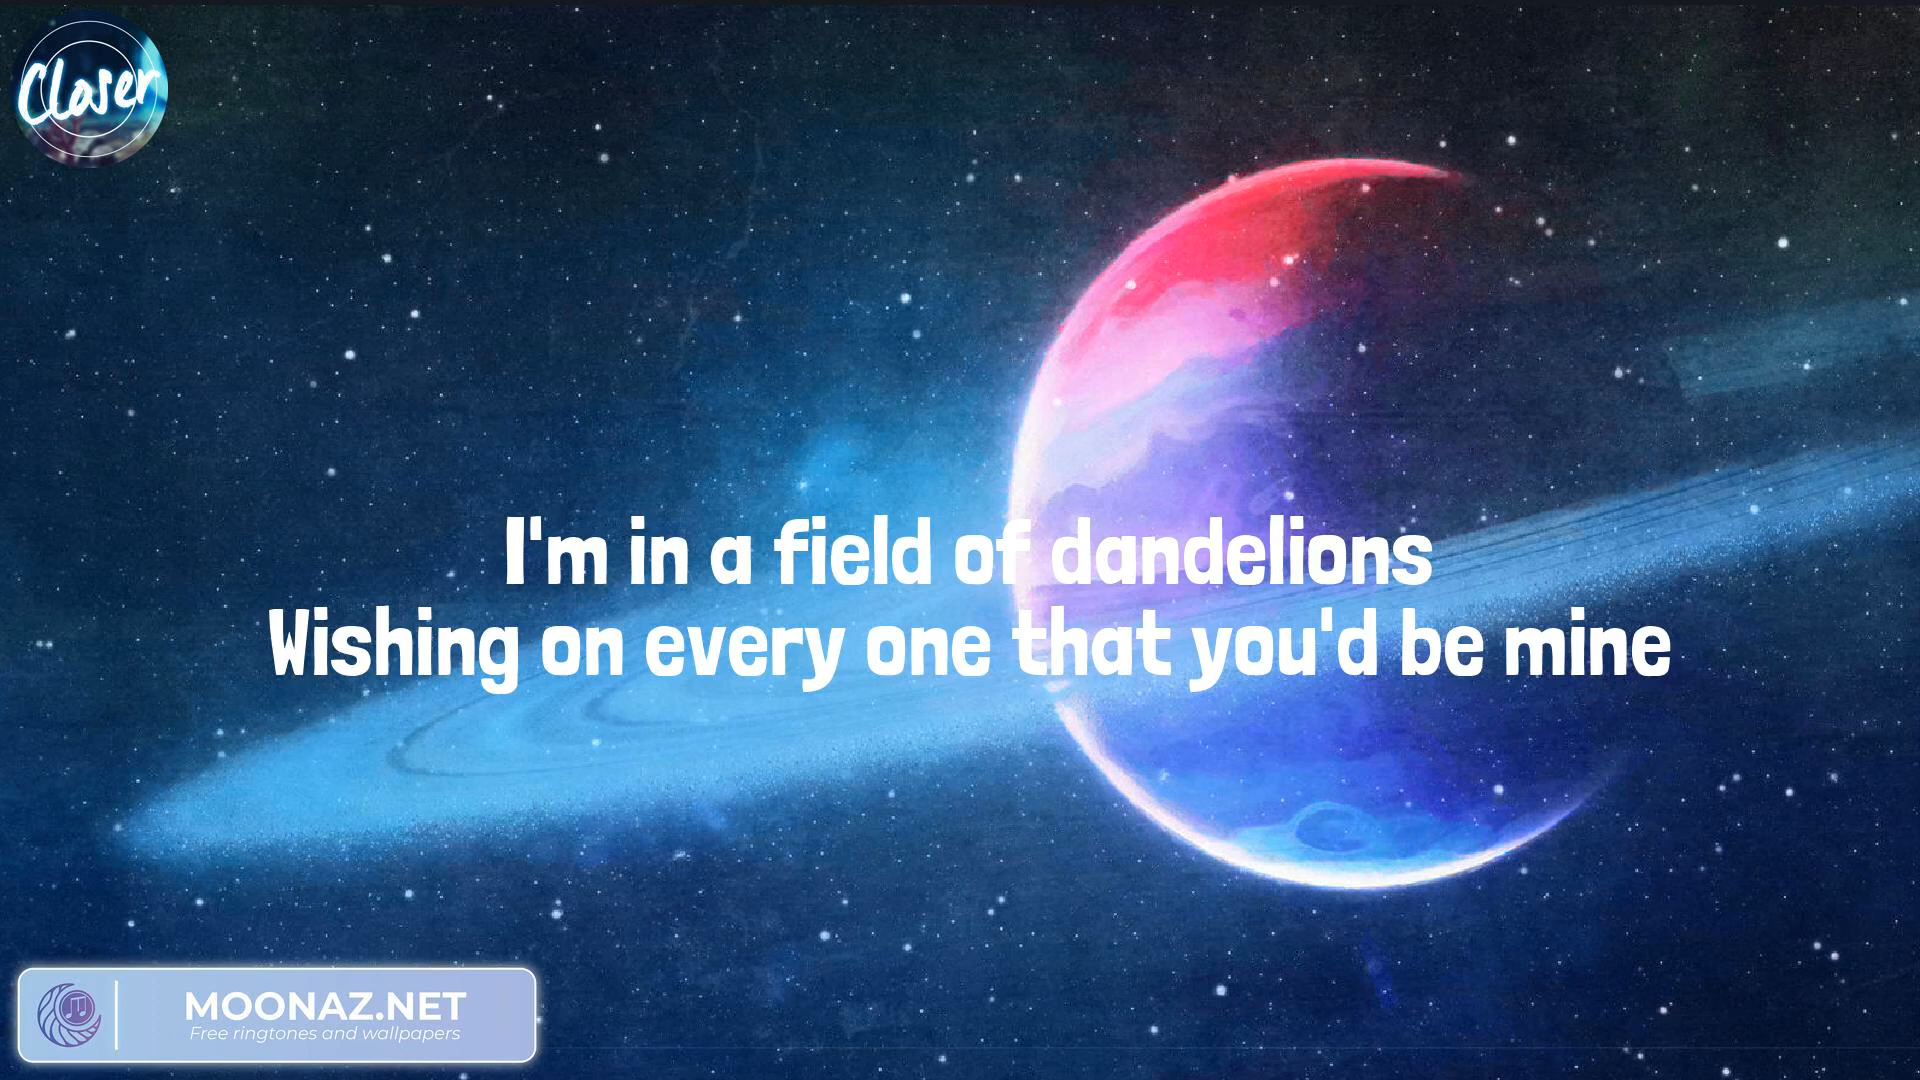 Closer
I'm in a field of dandelions
Wishing on every one that you'd be mine
MOONAZ.NET
Free ringtones and wallpapers